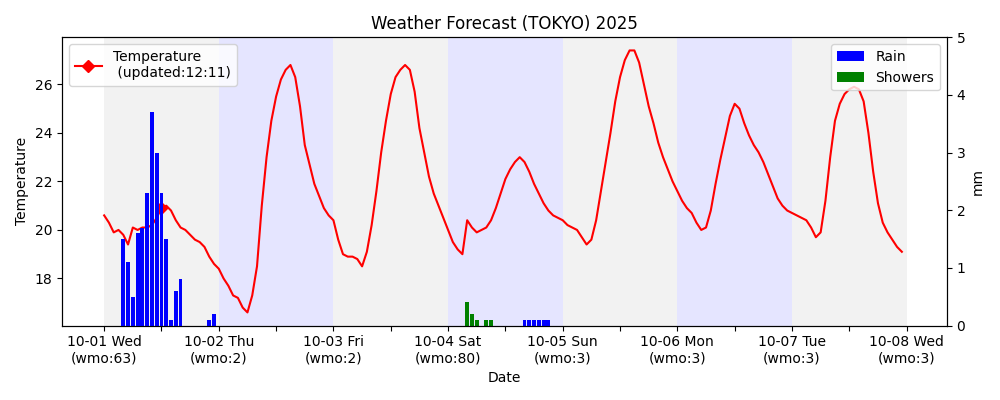 Weather Forecast (TOKYO) 2025
Temperature
(updated:12:11)
Rain
Showers
Temperature
26
24
22
20
18
5
4
3
2
1
0
mm
10-01 Wed
(wmo:63)
10-02 Thu
(wmo:2)
10-03 Fri
(wmo:2)
10-04 Sat
(wmo:80)
10-05 Sun
(wmo:3)
10-06 Mon
(wmo:3)
10-07 Tue
(wmo:3)
10-08 Wed
(wmo:3)
Date